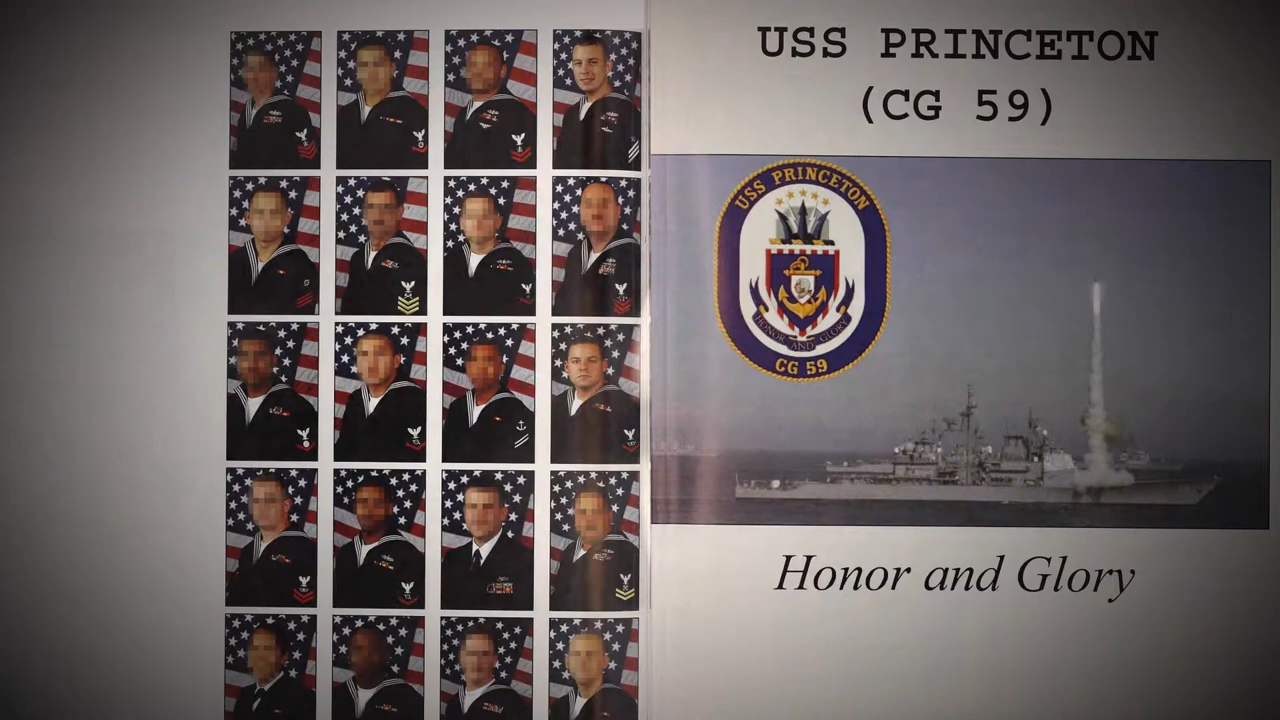 USS PRINCETON
(CG 59)
USS PRINCETON
HONOR AND GLORY
CG 59
Honor and Glory